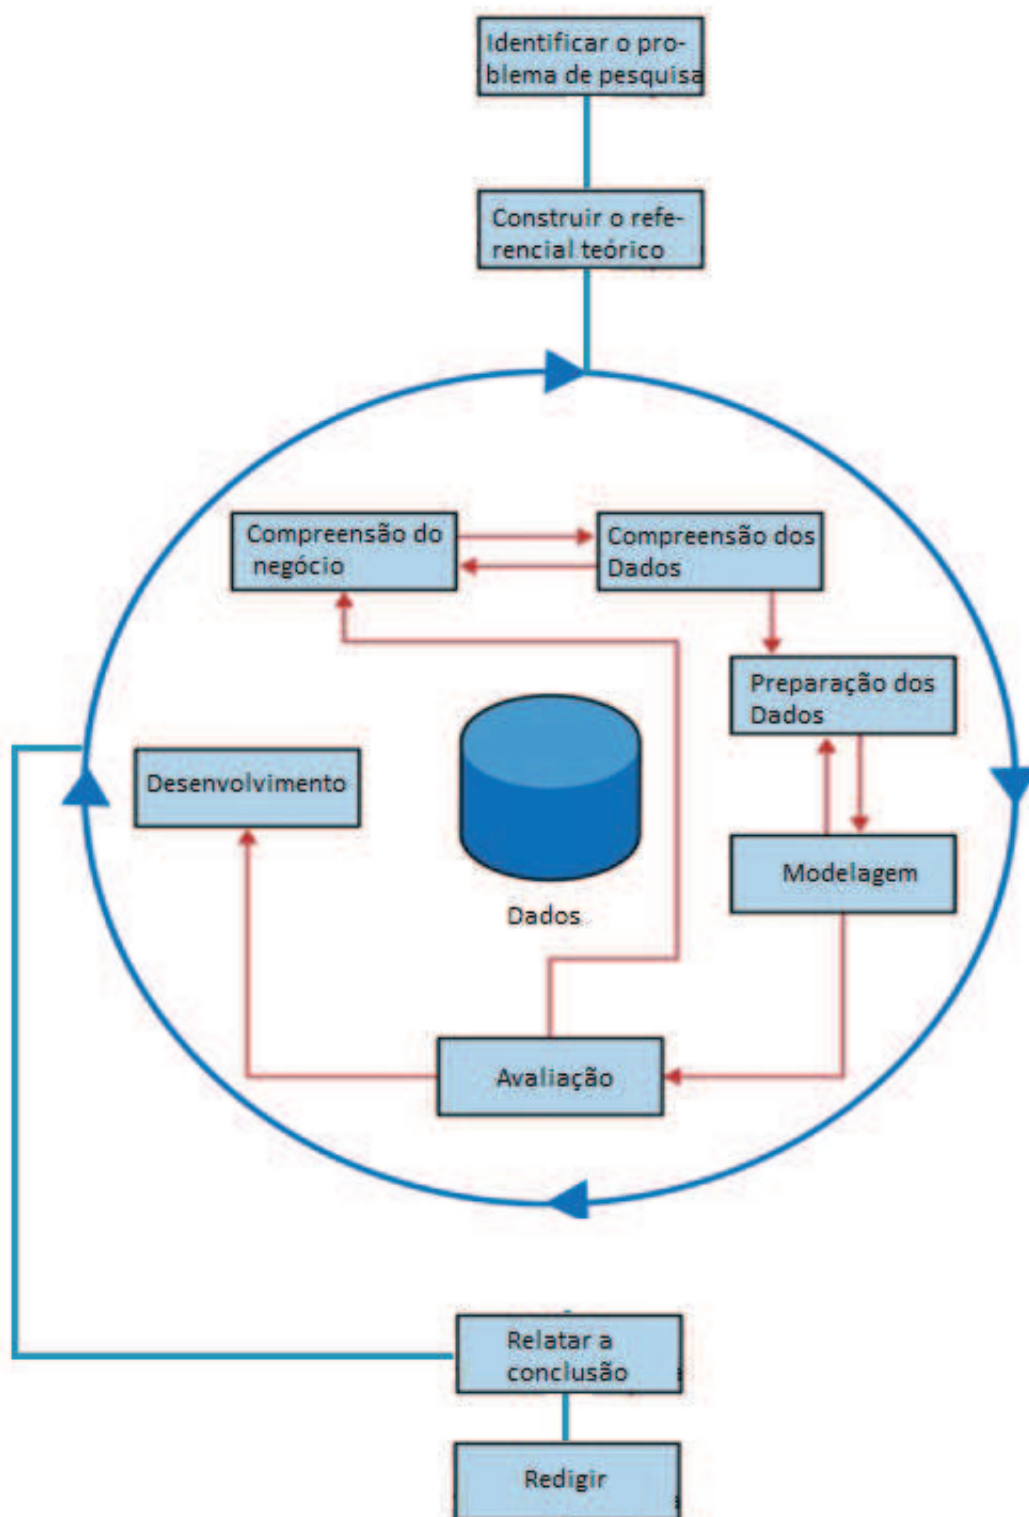 Identificar o pro-
blema de pesquisa
Construir o refe-
rencial teórico
Compreensão do
negócio
Compreensão dos
Dados
Preparação dos
Dados
Desenvolvimento
Modelagem
Dados
Avaliação
Relatar a
conclusão
Redigir